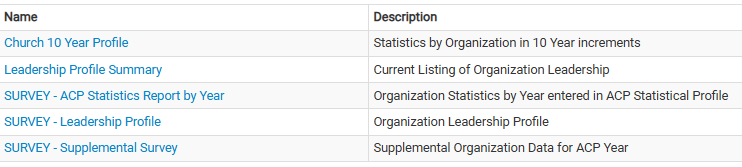 Name Description
Church 10 Year Profile Statistics by Organization in 10 Year increments
Leadership Profile Summary Current Listing of Organization Leadership
SURVEY - ACP Statistics Report by Year Organization Statistics by Year entered in ACP Statistical Profile
SURVEY - Leadership Profile Organization Leadership Profile
SURVEY - Supplemental Survey Supplemental Organization Data for ACP Year